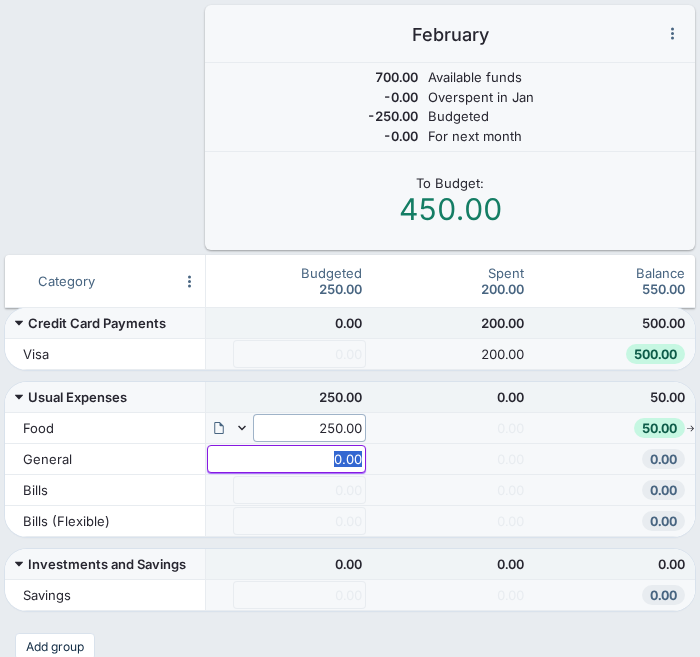 February
700.00 Available funds
-0.00 Overspent in Jan
-250.00 Budgeted
-0.00 For next month
To Budget:
450.00
Category Budgeted Spent Balance
250.00 200.00 550.00
Credit Card Payments 0.00 200.00 500.00
Visa 0.00 200.00 500.00
Usual Expenses 250.00 0.00 50.00
Food 250.00 0.00 50.00 →
General 0.00 0.00 0.00
Bills 0.00 0.00 0.00
Bills (Flexible) 0.00 0.00 0.00
Investments and Savings 0.00 0.00 0.00
Savings 0.00 0.00 0.00
Add group